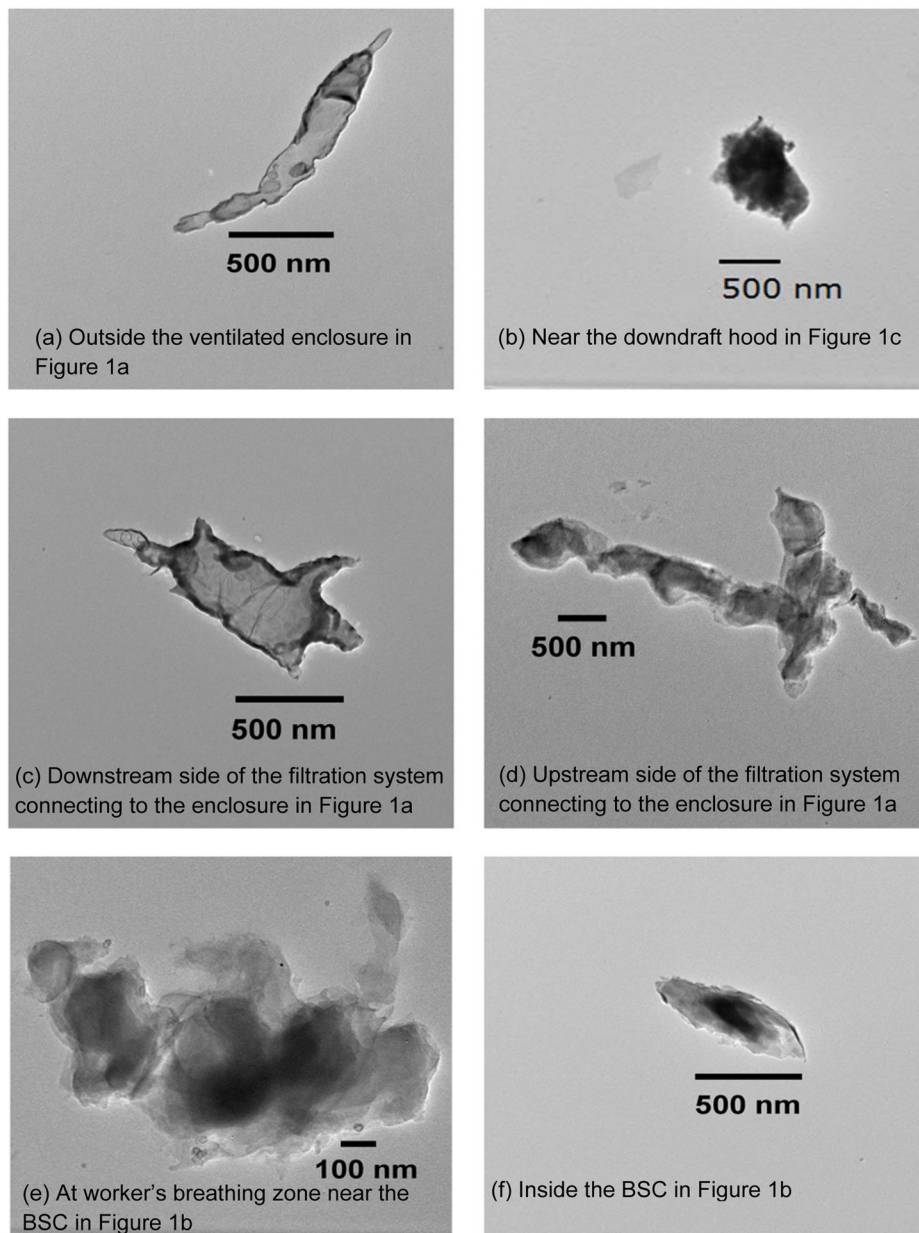 500 nm
(a) Outside the ventilated enclosure in
Figure 1a
500 nm
(b) Near the downdraft hood in Figure 1c
500 nm
(c) Downstream side of the filtration system
connecting to the enclosure in Figure 1a
500 nm
(d) Upstream side of the filtration system
connecting to the enclosure in Figure 1a
100 nm
(e) At worker's breathing zone near the
BSC in Figure 1b
500 nm
(f) Inside the BSC in Figure 1b